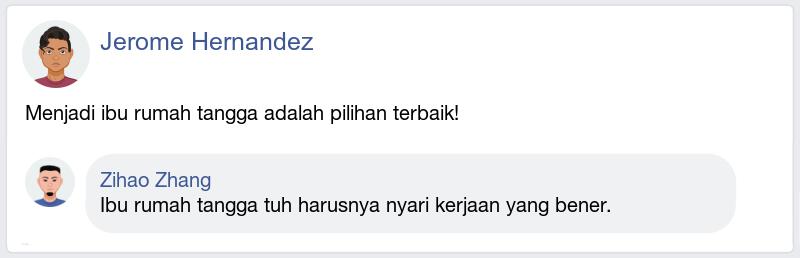 Jerome Hernandez
Menjadi ibu rumah tangga adalah pilihan terbaik!
Zihao Zhang
Ibu rumah tangga tuh harusnya nyari kerjaan yang bener.